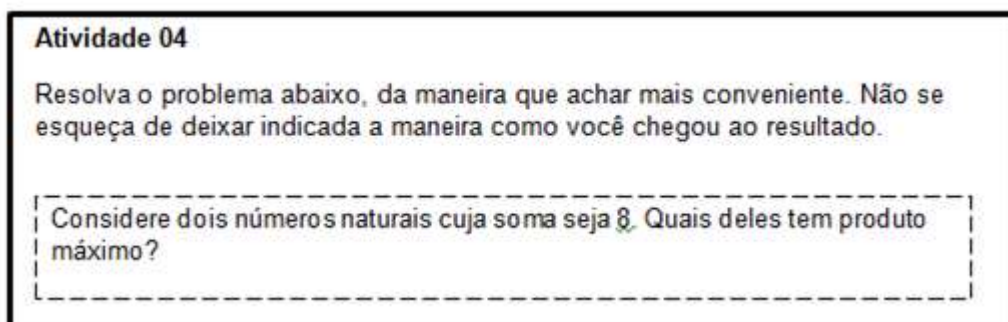 Atividade 04
Resolva o problema abaixo, da maneira que achar mais conveniente. Não se
esqueça de deixar indicada a maneira como você chegou ao resultado.
Considere dois números naturais cuja soma seja 8. Quais deles tem produto
máximo?